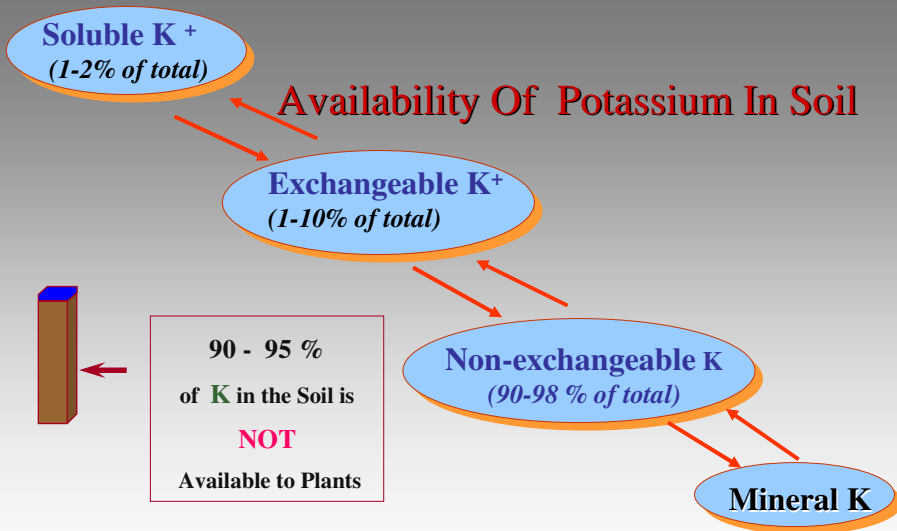 Soluble K +
(1-2% of total)
Availability Of Potassium In Soil
Exchangeable K+
(1-10% of total)
Non-exchangeable K
(90-98 % of total)
90 - 95 %
of K in the Soil is
NOT
Available to Plants
Mineral K